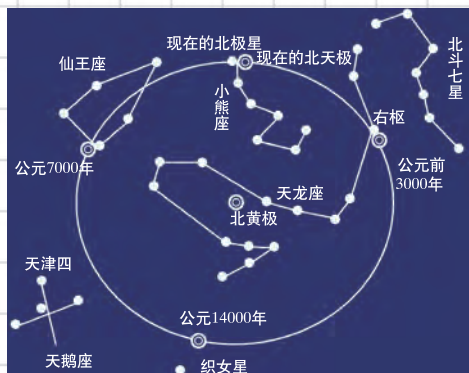 现在的北极星
现在的北天极
北斗七星
仙王座
小熊座
右枢
公元前
3000年
公元7000年
天龙座
北黄极
天津四
公元14000年
天鹅座
织女星